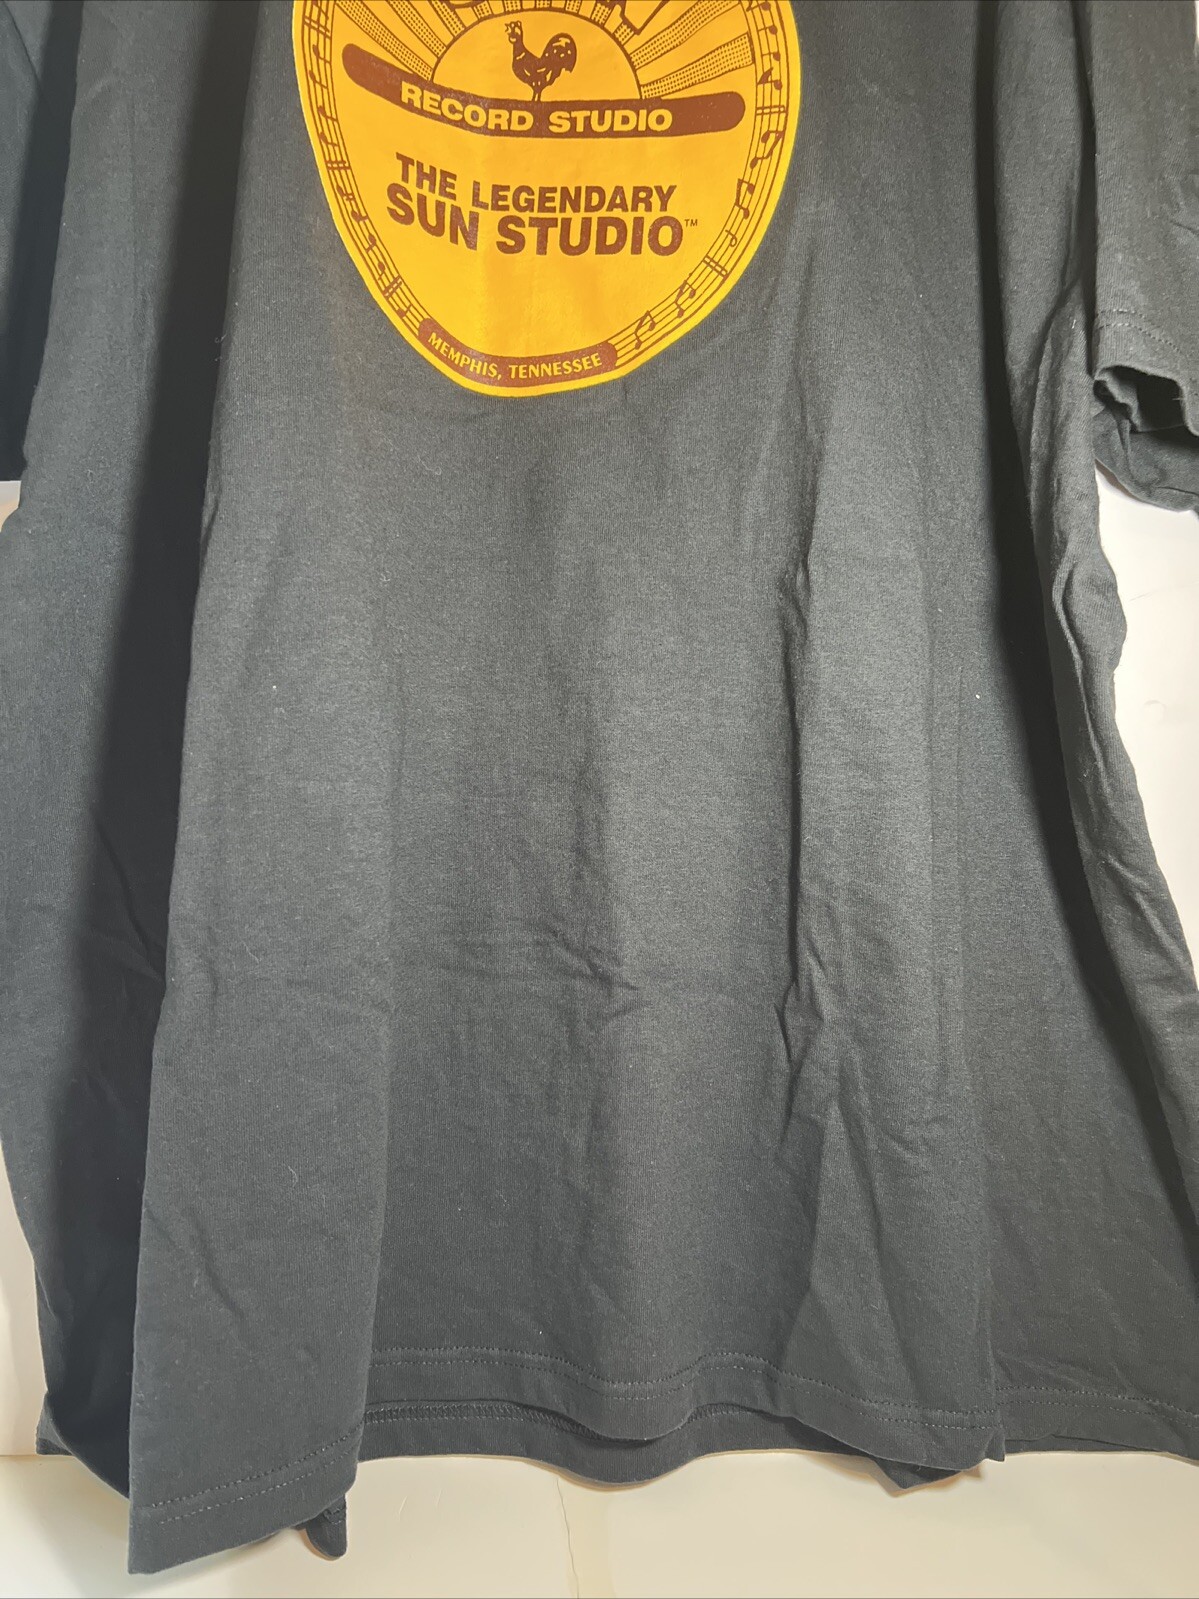 RECORD STUDIO
THE LEGENDARY
SUN STUDIO™
MEMPHIS, TENNESSEE